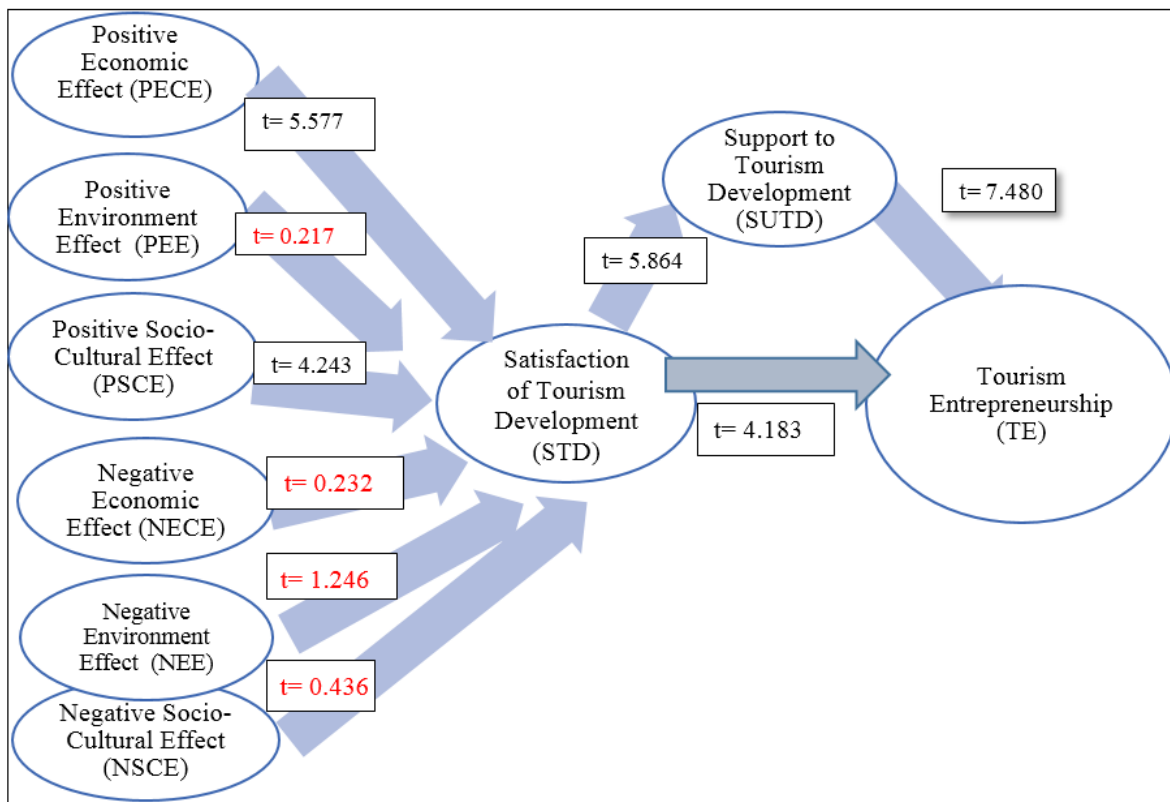 Positive
Economic
Effect (PECE)
t= 5.577
Positive
Environment
Effect (PEE)
t= 0.217
Positive Socio-
Cultural Effect
(PSCE)
t= 4.243
Negative
Economic
Effect (NECE)
t= 0.232
Negative
Environment
Effect (NEE)
t= 1.246
Negative Socio-
Cultural Effect
(NSCE)
t= 0.436
Satisfaction
of Tourism
Development
(STD)
t= 5.864
Support to
Tourism
Development
(SUTD)
t= 7.480
t= 4.183
Tourism
Entrepreneurship
(TE)